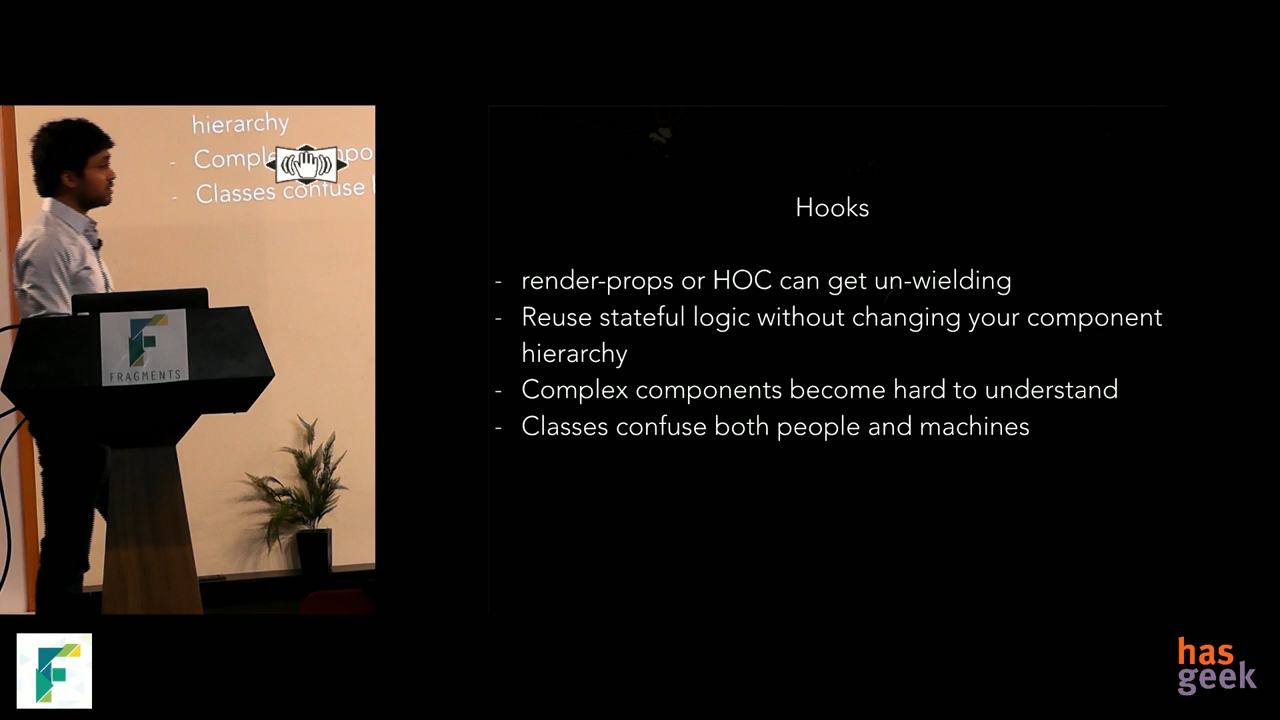 hierarchy
- Comple
- Classes confuse
FRAGMENTS
Hooks
- render-props or HOC can get un-wielding
- Reuse stateful logic without changing your component
hierarchy
- Complex components become hard to understand
- Classes confuse both people and machines
has
geek